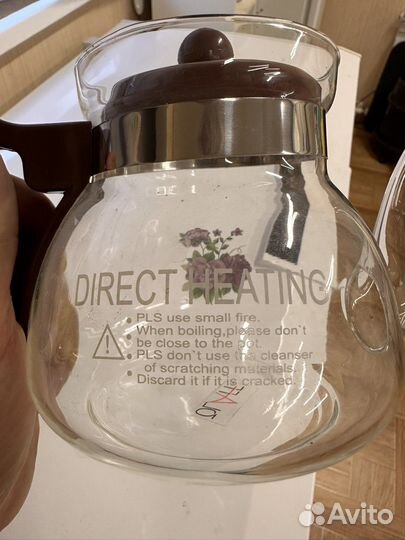 DIRECT HEATING
• PLS use small fire.
• When boiling,please don't
be close to the pot.
• PLS don't use the cleanser
of scratching materials.
• Discard it if it is cracked.
Avito